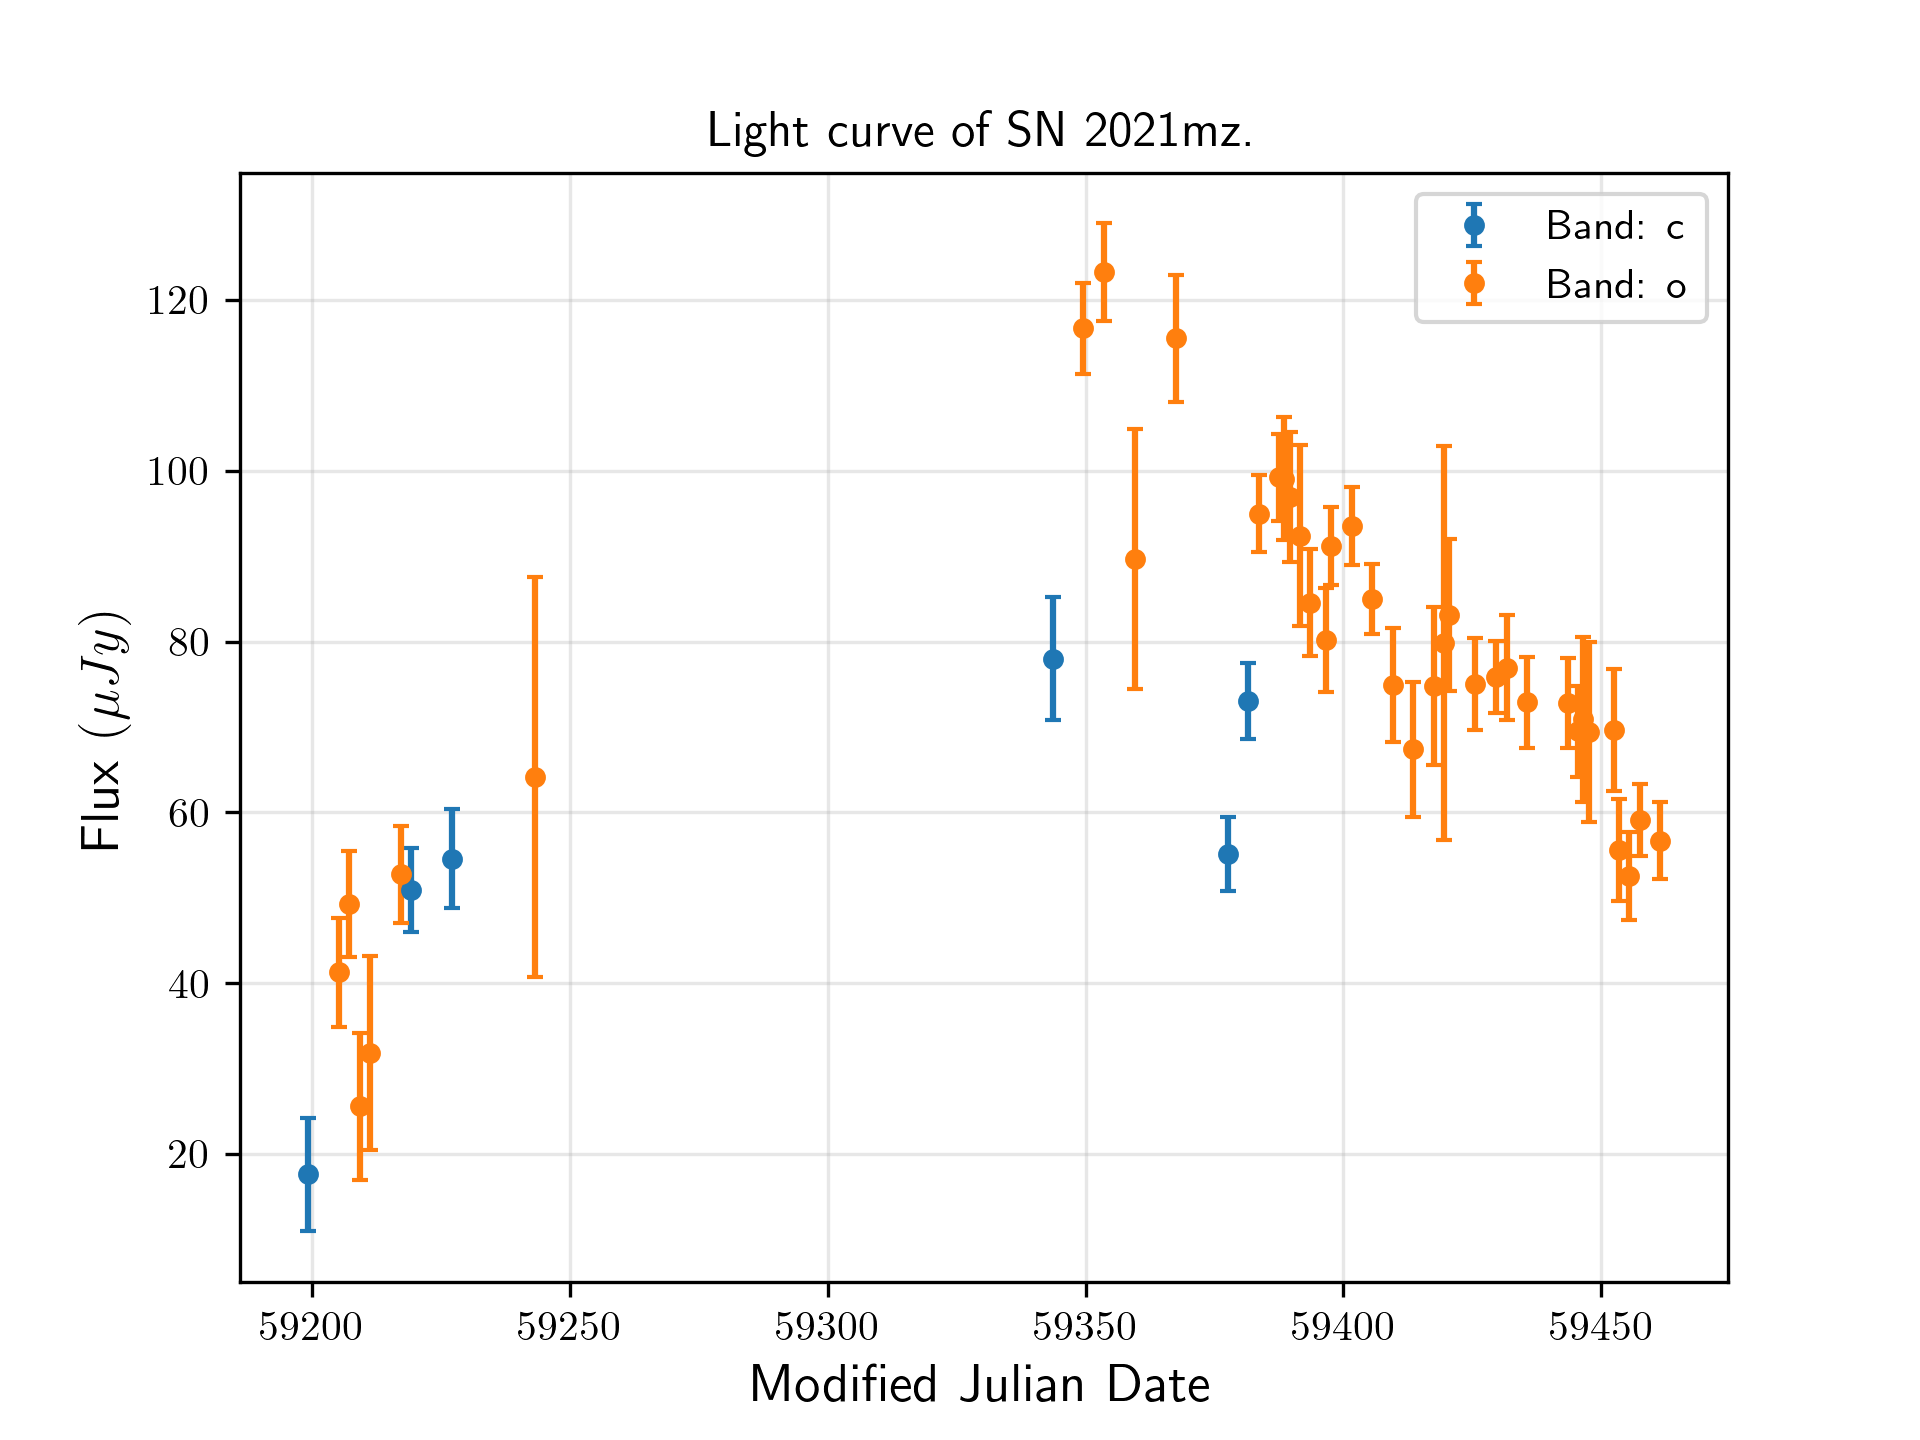 Light curve of SN 2021mz.
Band: c
Band: o
120
100
80
60
40
20
Flux (μJy)
59200 59250 59300 59350 59400 59450
Modified Julian Date